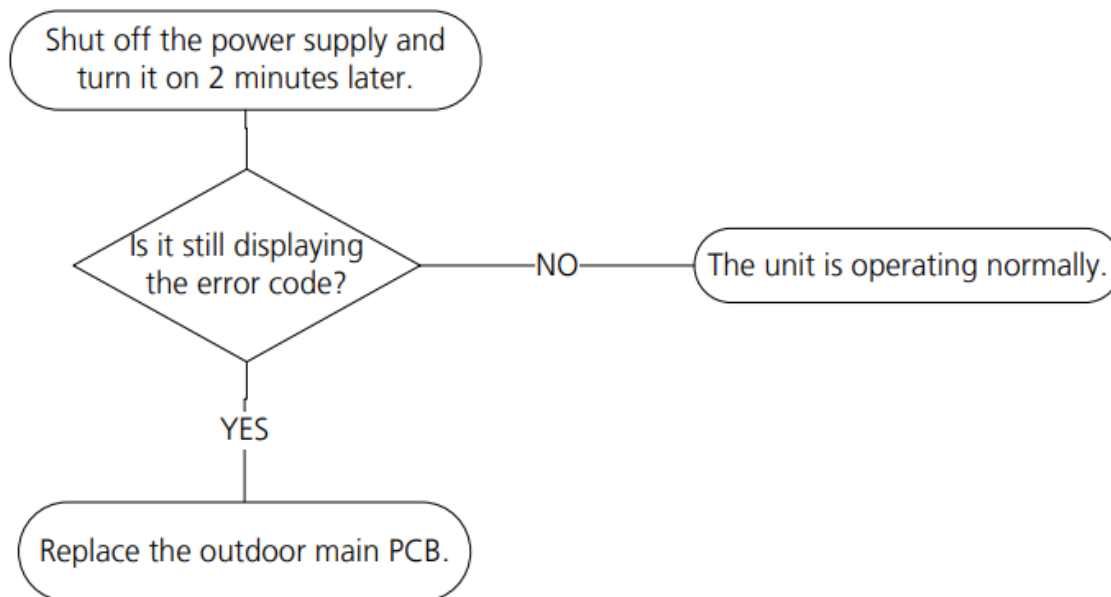 Shut off the power supply and
turn it on 2 minutes later.
Is it still displaying
the error code?
NO
The unit is operating normally.
YES
Replace the outdoor main PCB.